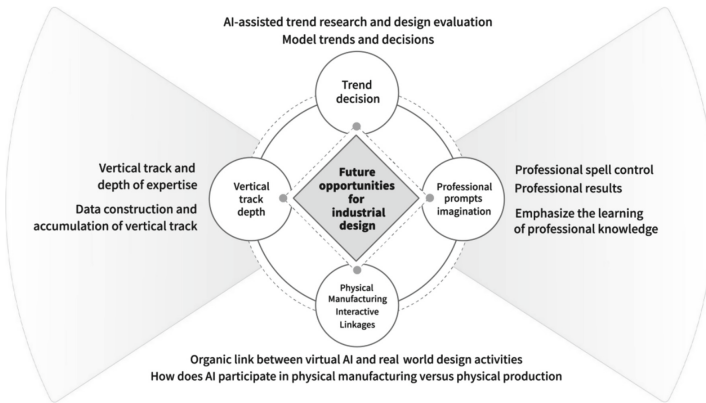 AI-assisted trend research and design evaluation
Model trends and decisions
Trend
decision
Vertical track and
depth of expertise
Data construction and
accumulation of vertical track
Vertical
track
depth
Future
opportunities
for
industrial
design
Professional
prompts
imagination
Professional spell control
Professional results
Emphasize the learning
of professional knowledge
Physical
Manufacturing
Interactive
Linkages
Organic link between virtual AI and real world design activities
How does AI participate in physical manufacturing versus physical production